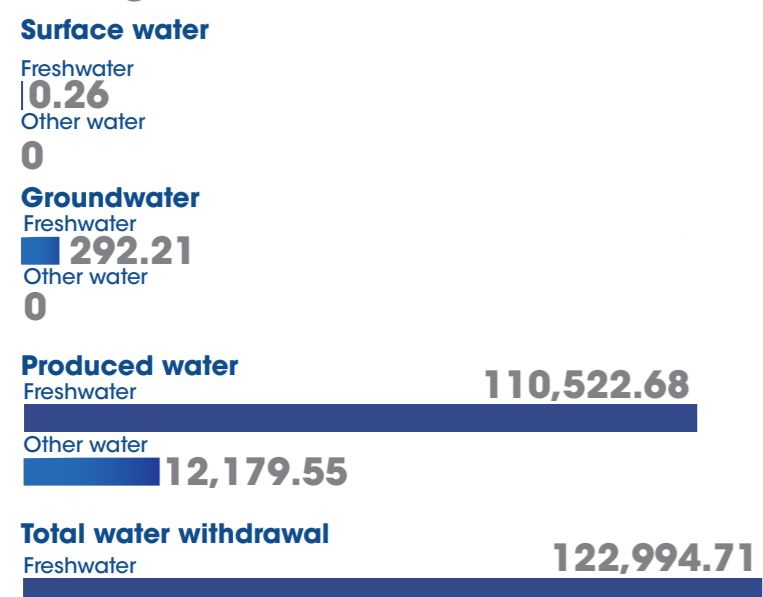 Surface water
Freshwater
0.26
Other water
0
Groundwater
Freshwater
292.21
Other water
0
Produced water
Freshwater
110,522.68
Other water
12,179.55
Total water withdrawal
Freshwater
122,994.71